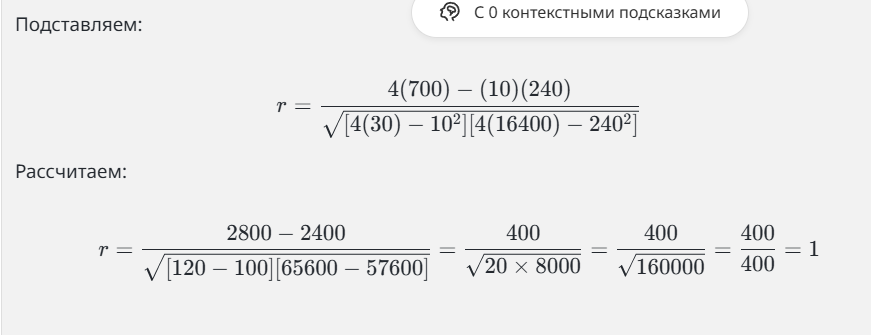 С 0 контекстными подсказками
Подставляем:
r = \frac{4(700) − (10)(240)}{\sqrt{[4(30) − 10^2][4(16400) − 240^2]}}
Рассчитаем:
r = \frac{2800 − 2400}{\sqrt{[120 − 100][65600 − 57600]}} = \frac{400}{\sqrt{20 × 8000}} = \frac{400}{\sqrt{160000}} = \frac{400}{400} = 1